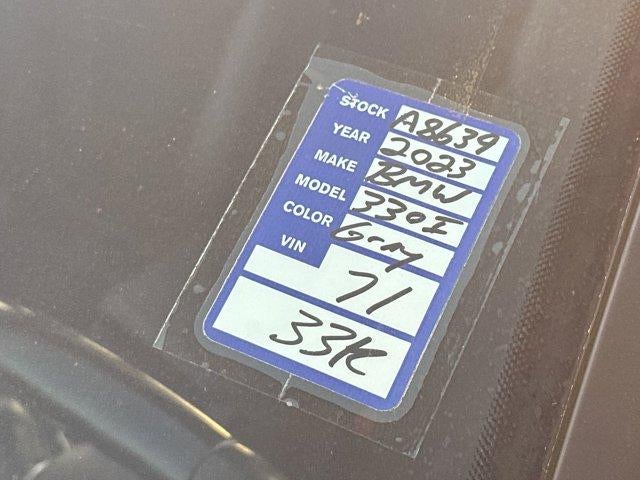 STOCK A8639
YEAR 2023
MAKE BMW
MODEL 330I
COLOR Gray
VIN 71
33K